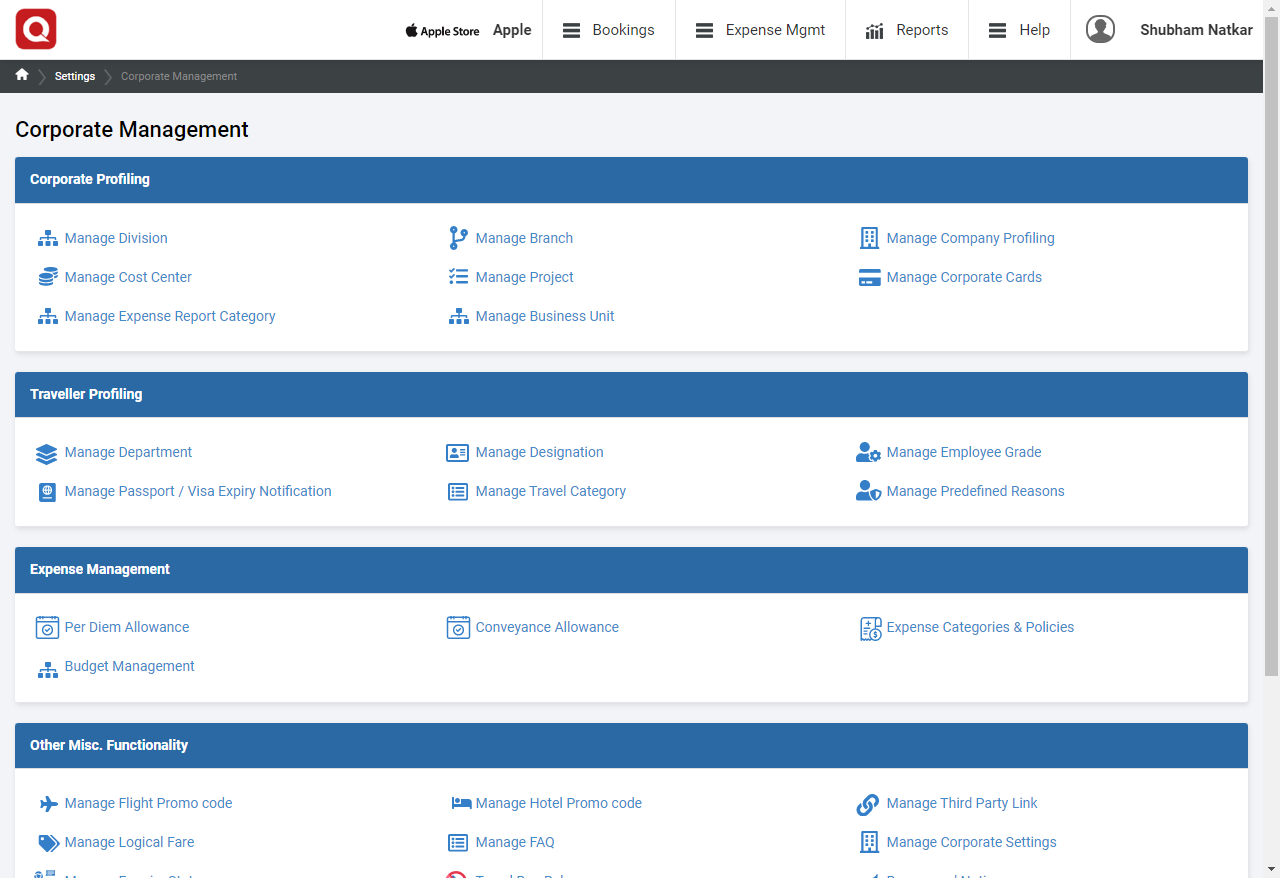 Apple Store Apple Bookings Expense Mgmt Reports Help Shubham Natkar
Settings Corporate Management
Corporate Management
Corporate Profiling
Manage Division Manage Branch Manage Company Profiling
Manage Cost Center Manage Project Manage Corporate Cards
Manage Expense Report Category Manage Business Unit
Traveller Profiling
Manage Department Manage Designation Manage Employee Grade
Manage Passport / Visa Expiry Notification Manage Travel Category Manage Predefined Reasons
Expense Management
Per Diem Allowance Conveyance Allowance Expense Categories & Policies
Budget Management
Other Misc. Functionality
Manage Flight Promo code Manage Hotel Promo code Manage Third Party Link
Manage Logical Fare Manage FAQ Manage Corporate Settings